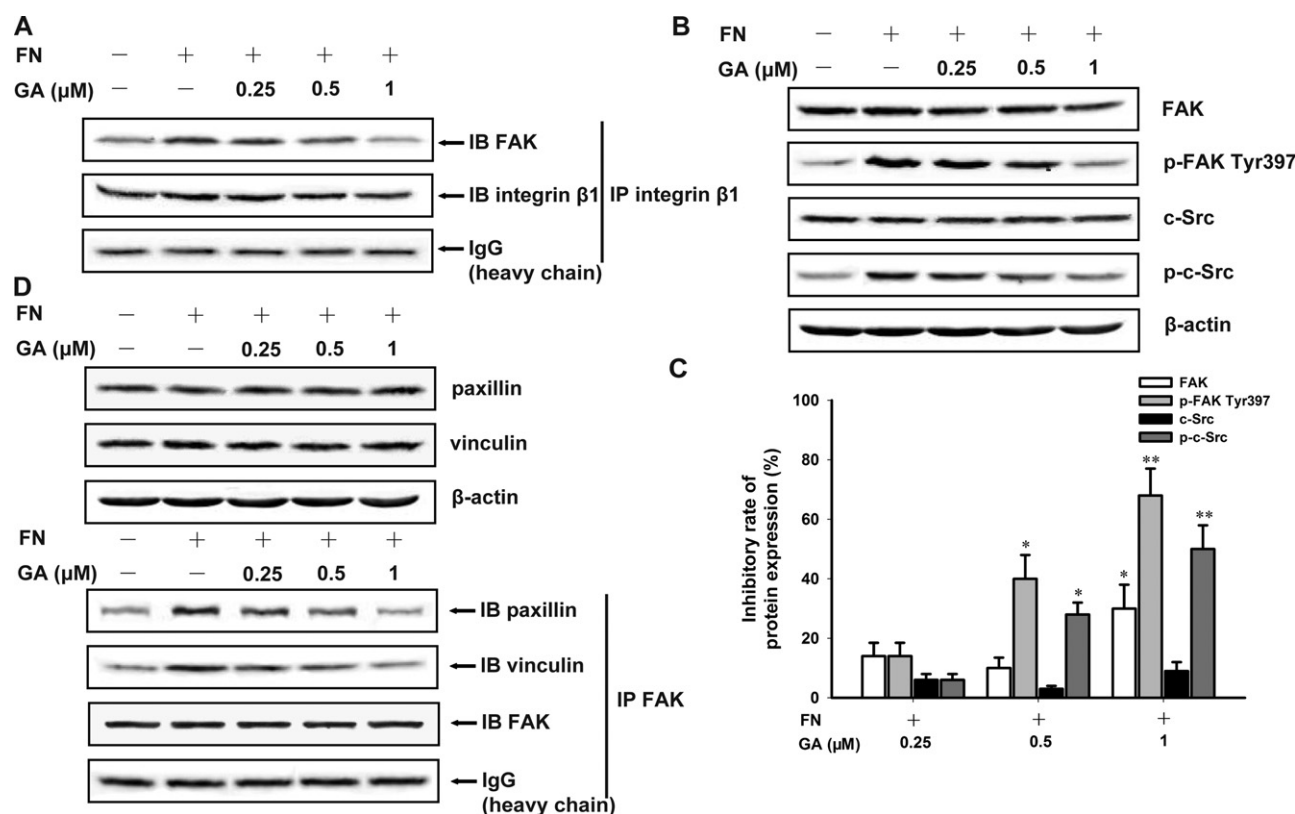 A
FN − + + + +
GA (μM) − − 0.25 0.5 1
IB FAK
IB integrin β1
IP integrin β1
IgG
(heavy chain)
B
FN − + + + +
GA (μM) − − 0.25 0.5 1
FAK
p-FAK Tyr397
c-Src
p-c-Src
β-actin
D
FN − + + + +
GA (μM) − − 0.25 0.5 1
paxillin
vinculin
β-actin
FN − + + + +
GA (μM) − − 0.25 0.5 1
IB paxillin
IB vinculin
IP FAK
IB FAK
IgG
(heavy chain)
C
FAK
p-FAK Tyr397
c-Src
p-c-Src
Inhibitory rate of
protein expression (%)
100
80
60
40
20
0
* * * ** **
FN + + +
GA (μM) 0.25 0.5 1